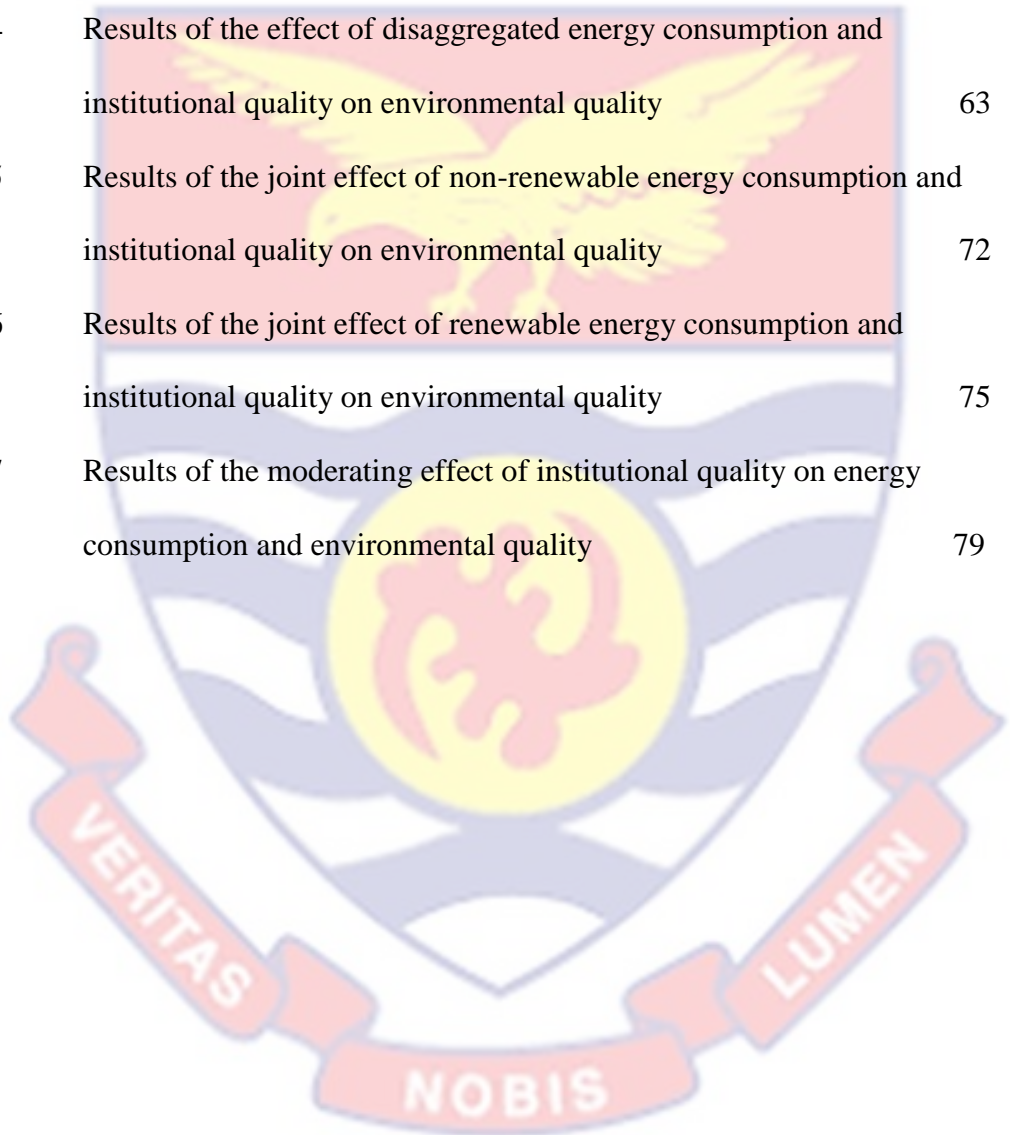 Results of the effect of disaggregated energy consumption and
institutional quality on environmental quality 63
5 Results of the joint effect of non-renewable energy consumption and
institutional quality on environmental quality 72
6 Results of the joint effect of renewable energy consumption and
institutional quality on environmental quality 75
7 Results of the moderating effect of institutional quality on energy
consumption and environmental quality 79
VERITAS
NOBIS
LUMEN